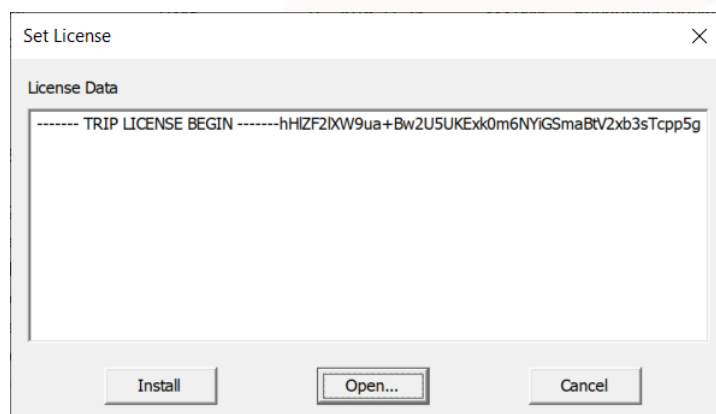 Set License
License Data
------- TRIP LICENSE BEGIN -------hHlZF2lXW9ua+Bw2U5UKExk0m6NYiGSmaBtV2xb3sTcpp5g
Install
Open...
Cancel